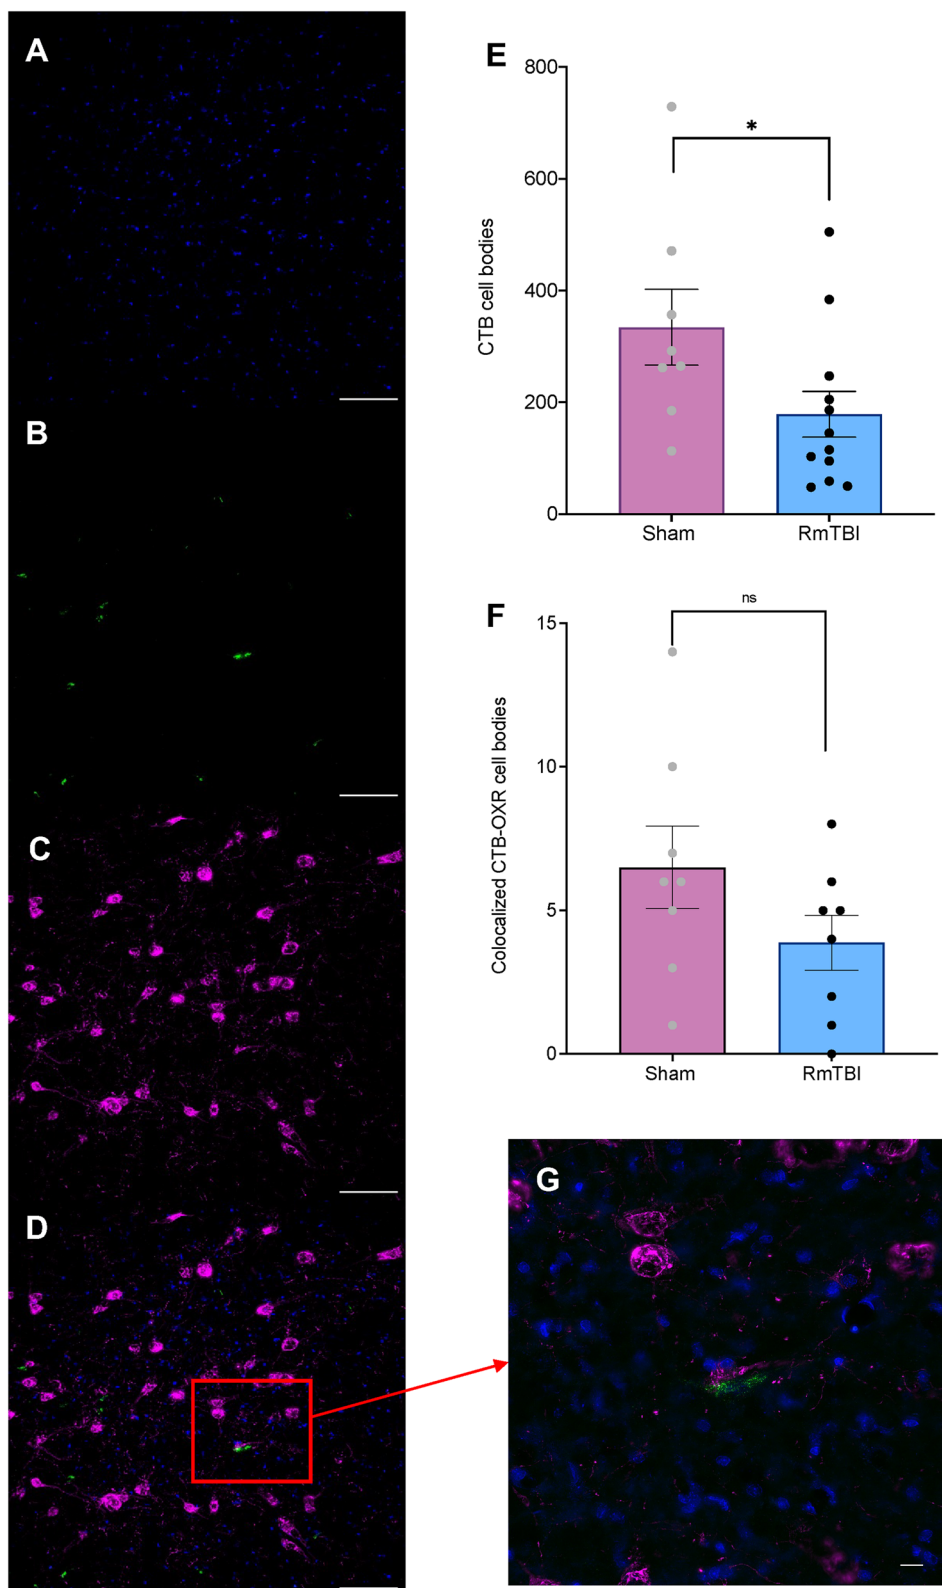 A
B
C
D
E
CTB cell bodies
800
600
400
200
0
*
Sham
RmTBI
F
Colocalized CTB-OXR cell bodies
15
10
5
0
ns
Sham
RmTBI
G